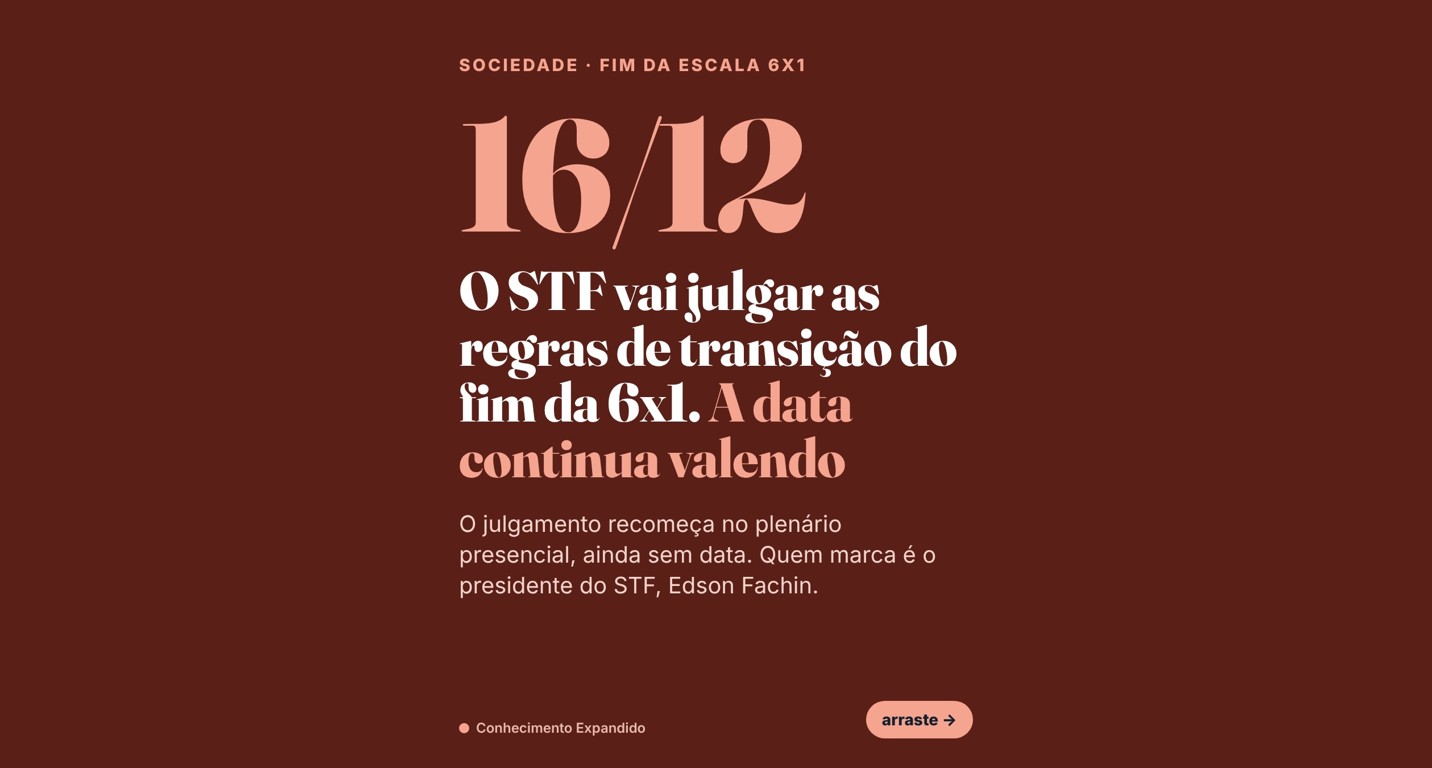 SOCIEDADE · FIM DA ESCALA 6X1
16/12
O STF vai julgar as
regras de transição do
fim da 6x1. A data
continua valendo
O julgamento recomeça no plenário
presencial, ainda sem data. Quem marca é o
presidente do STF, Edson Fachin.
Conhecimento Expandido
arraste →